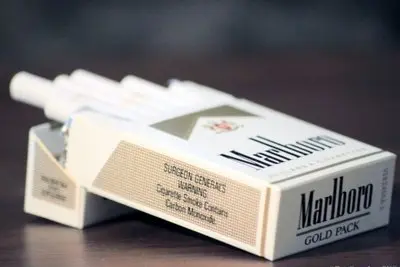 Marlboro
SURGEON GENERAL'S
WARNING:
Cigarette Smoke Contains
Carbon Monoxide.
Marlboro
GOLD PACK